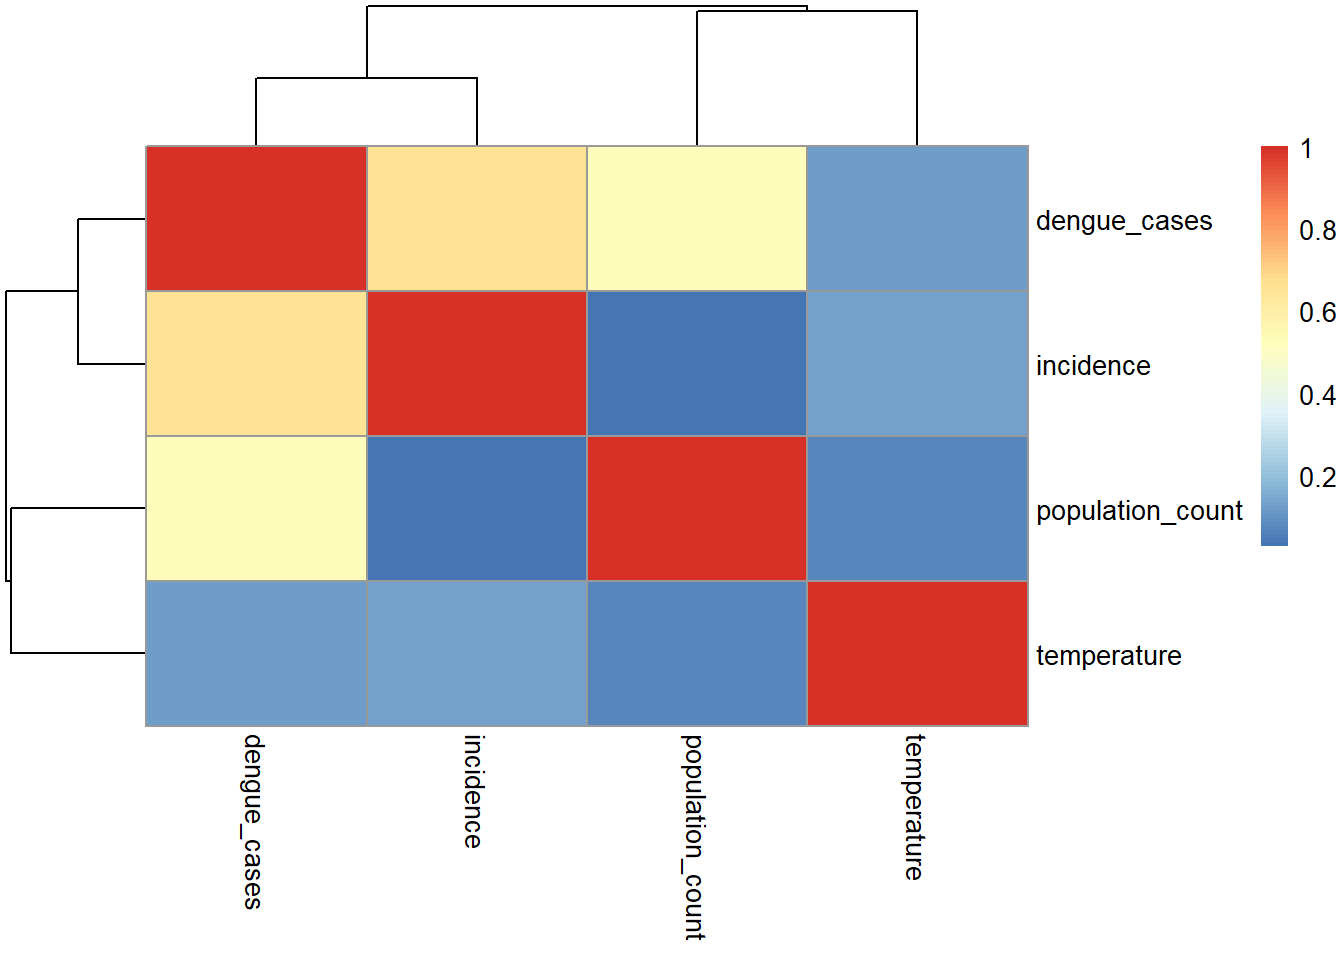 dengue_cases
incidence
population_count
temperature
1
0.8
0.6
0.4
0.2
dengue_cases
incidence
population_count
temperature